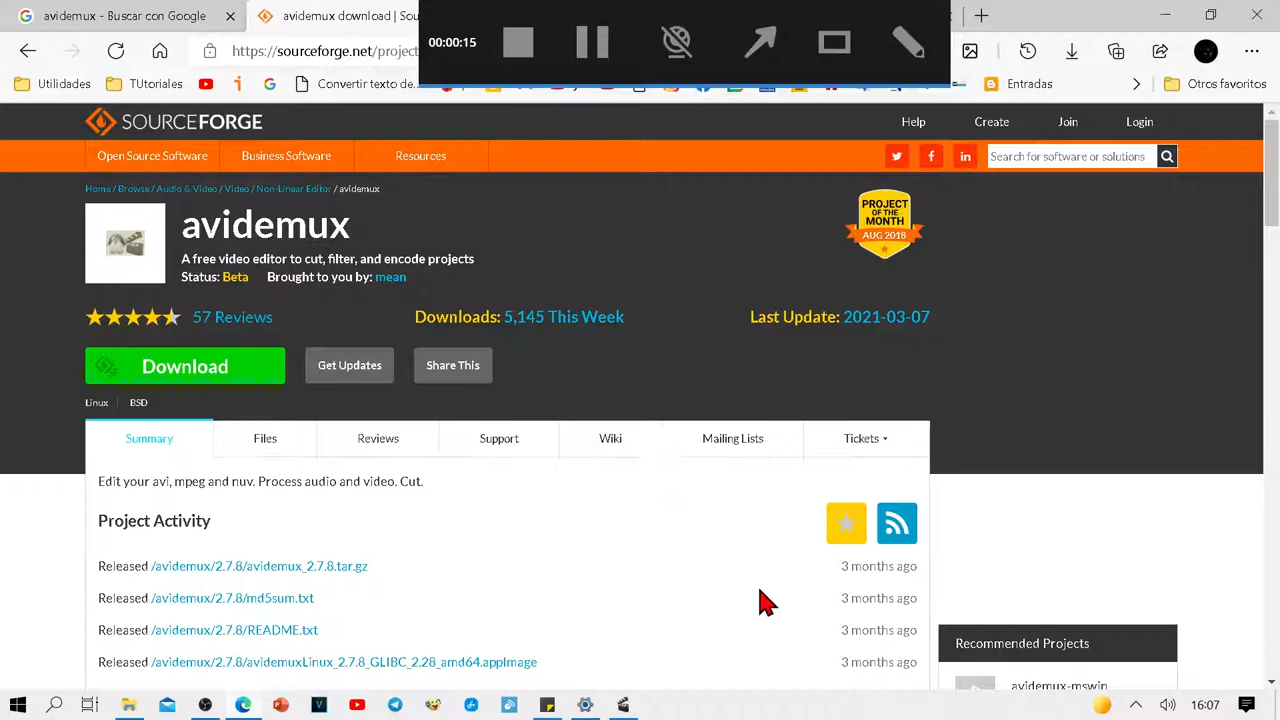 avidemux - Search
avidemux download | SourceFor
00:00:15
https://sourceforge.net/project
Utilidades
Tutoriales
Convertir texto de...
Entradas
Otros favoritos
SOURCEFORGE
Help
Create
Join
Login
Open Source Software
Business Software
Resources
Search for software or solutions
Home / Browse / Audio & Video / Video / Non-Linear Editor / avidemux
avidemux
PROJECT
OF THE
MONTH
AUG 2018
A free video editor to cut, filter, and encode projects
Status: Beta
Brought to you by: mean
57 Reviews
Downloads: 5,145 This Week
Last Update: 2021-03-07
Download
Get Updates
Share This
Linux
BSD
Summary
Files
Reviews
Support
Wiki
Mailing Lists
Tickets
Edit your avi, mpeg and nuv. Process audio and video. Cut.
Project Activity
Released /avidemux/2.7.8/avidemux_2.7.8.tar.gz
3 months ago
Released /avidemux/2.7.8/md5sum.txt
3 months ago
Released /avidemux/2.7.8/README.txt
3 months ago
Released /avidemux/2.7.8/avidemuxLinux_2.7.8_GLIBC_2.28_amd64.appImage
3 months ago
Recommended Projects
avidemux-mswin
16:07